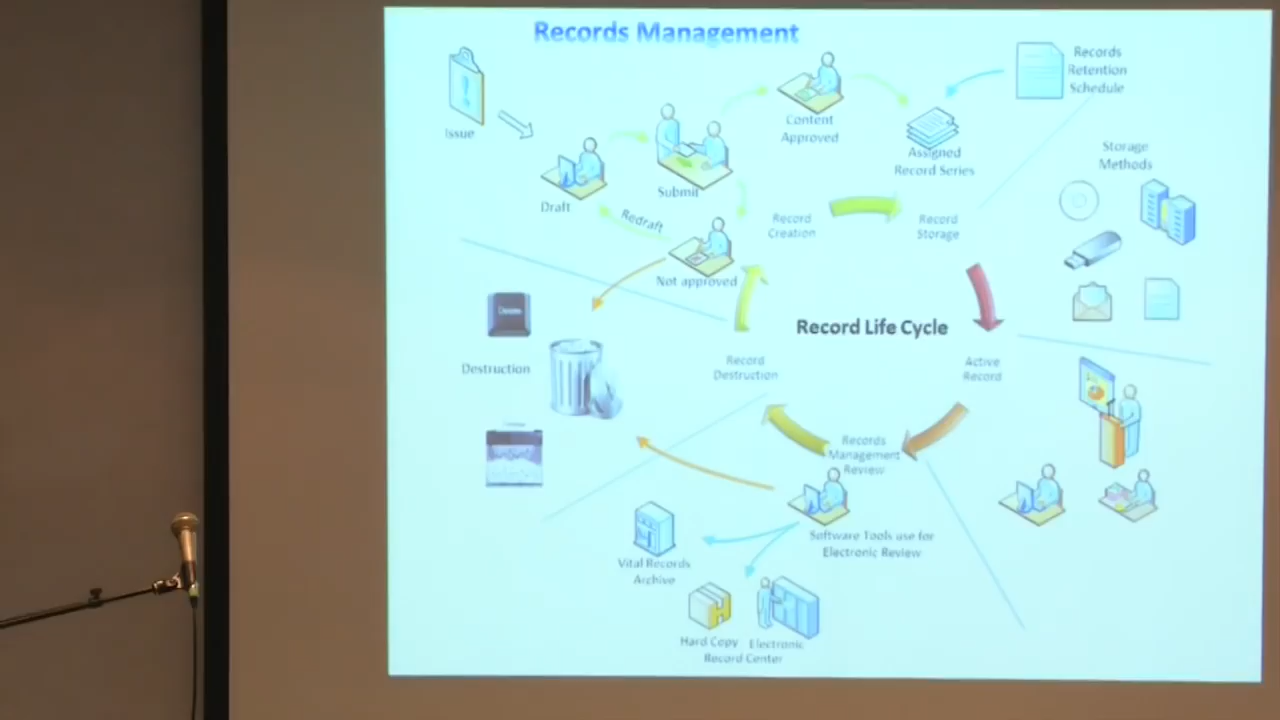 Records Management
Issue
Draft
Submit
Redraft
Not approved
Content
Approved
Assigned
Record Series
Records
Retention
Schedule
Storage
Methods
Record
Creation
Record
Storage
Record Life Cycle
Active
Record
Records
Management
Review
Record
Destruction
Destruction
Delete
Software Tools use for
Electronic Review
Vital Records
Archive
Hard Copy
Electronic
Record Center